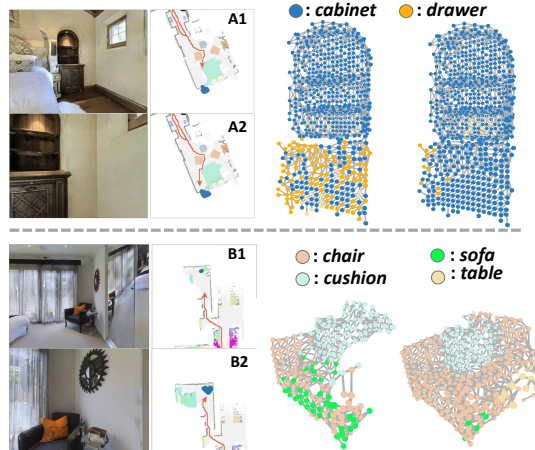 A1
: cabinet : drawer
A2
B1
: chair : sofa
: cushion : table
B2